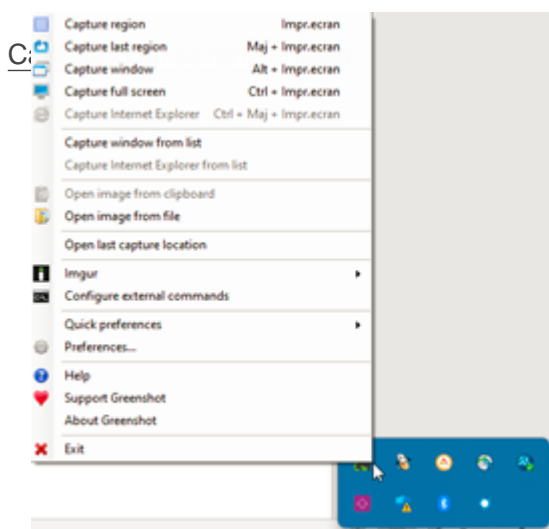 Capture region Impr.ecran
Capture last region Maj + Impr.ecran
Capture window Alt + Impr.ecran
Capture full screen Ctrl + Impr.ecran
Capture Internet Explorer Ctrl + Maj + Impr.ecran
Capture window from list
Capture Internet Explorer from list
Open image from clipboard
Open image from file
Open last capture location
Imgur
Configure external commands
Quick preferences
Preferences...
Help
Support Greenshot
About Greenshot
Exit